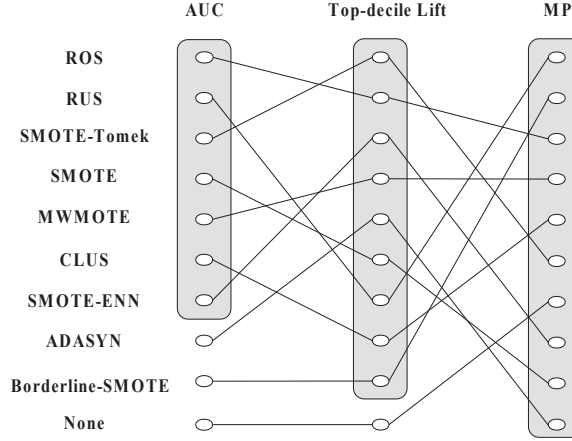 AUC Top-decile Lift MP
ROS
RUS
SMOTE-Tomek
SMOTE
MWMOTE
CLUS
SMOTE-ENN
ADASYN
Borderline-SMOTE
None